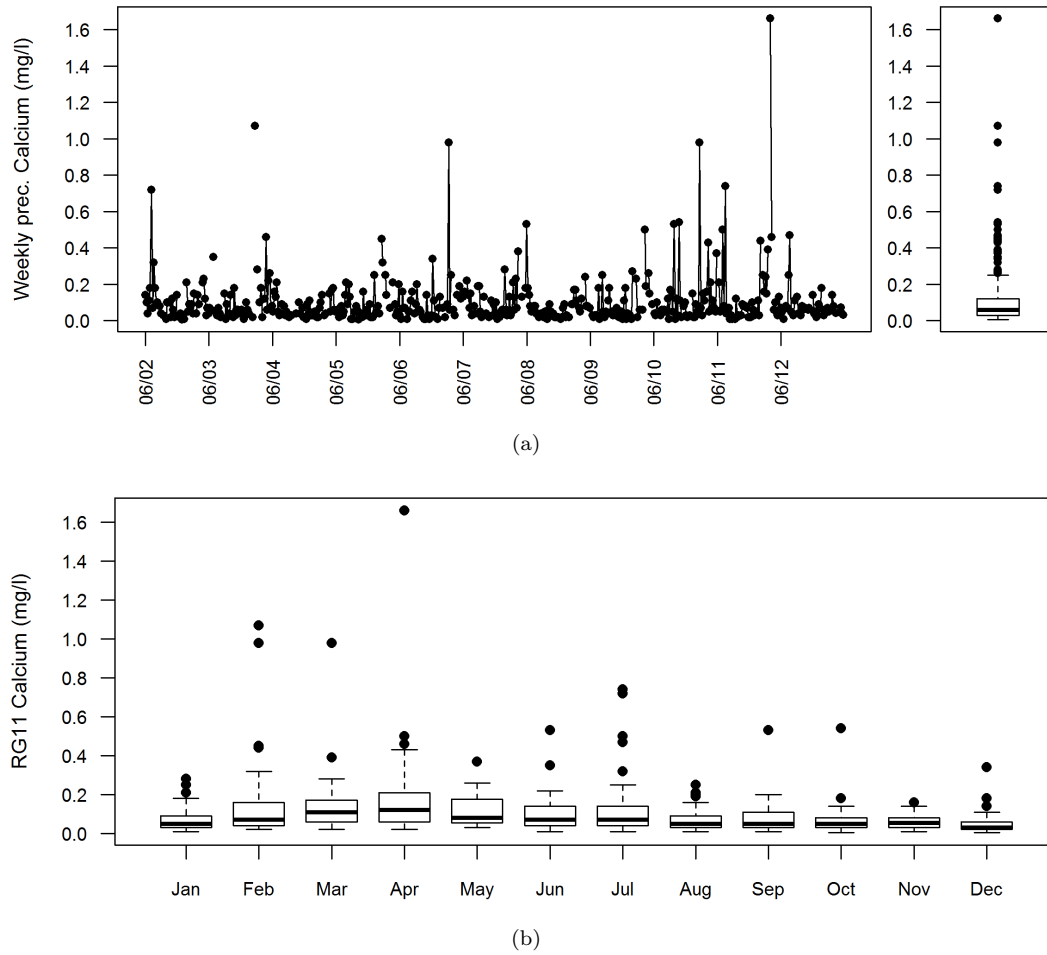 Weekly prec. Calcium (mg/l)
1.6
1.4
1.2
1.0
0.8
0.6
0.4
0.2
0.0
06/02
06/03
06/04
06/05
06/06
06/07
06/08
06/09
06/10
06/11
06/12
1.6
1.4
1.2
1.0
0.8
0.6
0.4
0.2
0.0
(a)
RG11 Calcium (mg/l)
1.6
1.4
1.2
1.0
0.8
0.6
0.4
0.2
0.0
Jan
Feb
Mar
Apr
May
Jun
Jul
Aug
Sep
Oct
Nov
Dec
(b)